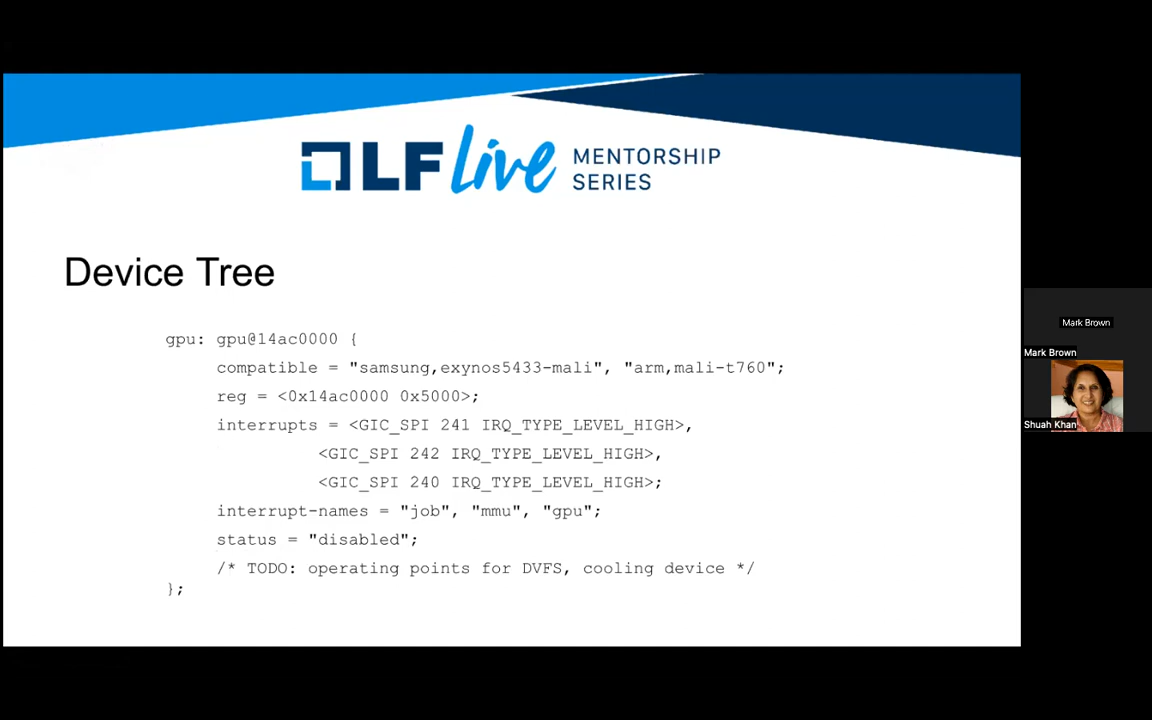 LF Live MENTORSHIP
SERIES
Device Tree
gpu: gpu@14ac0000 {
compatible = "samsung,exynos5433-mali", "arm,mali-t760";
reg = <0x14ac0000 0x5000>;
interrupts = <GIC_SPI 241 IRQ_TYPE_LEVEL_HIGH>,
<GIC_SPI 242 IRQ_TYPE_LEVEL_HIGH>,
<GIC_SPI 240 IRQ_TYPE_LEVEL_HIGH>;
interrupt-names = "job", "mmu", "gpu";
status = "disabled";
/* TODO: operating points for DVFS, cooling device */
};
Mark Brown
Mark Brown
Shuah Khan